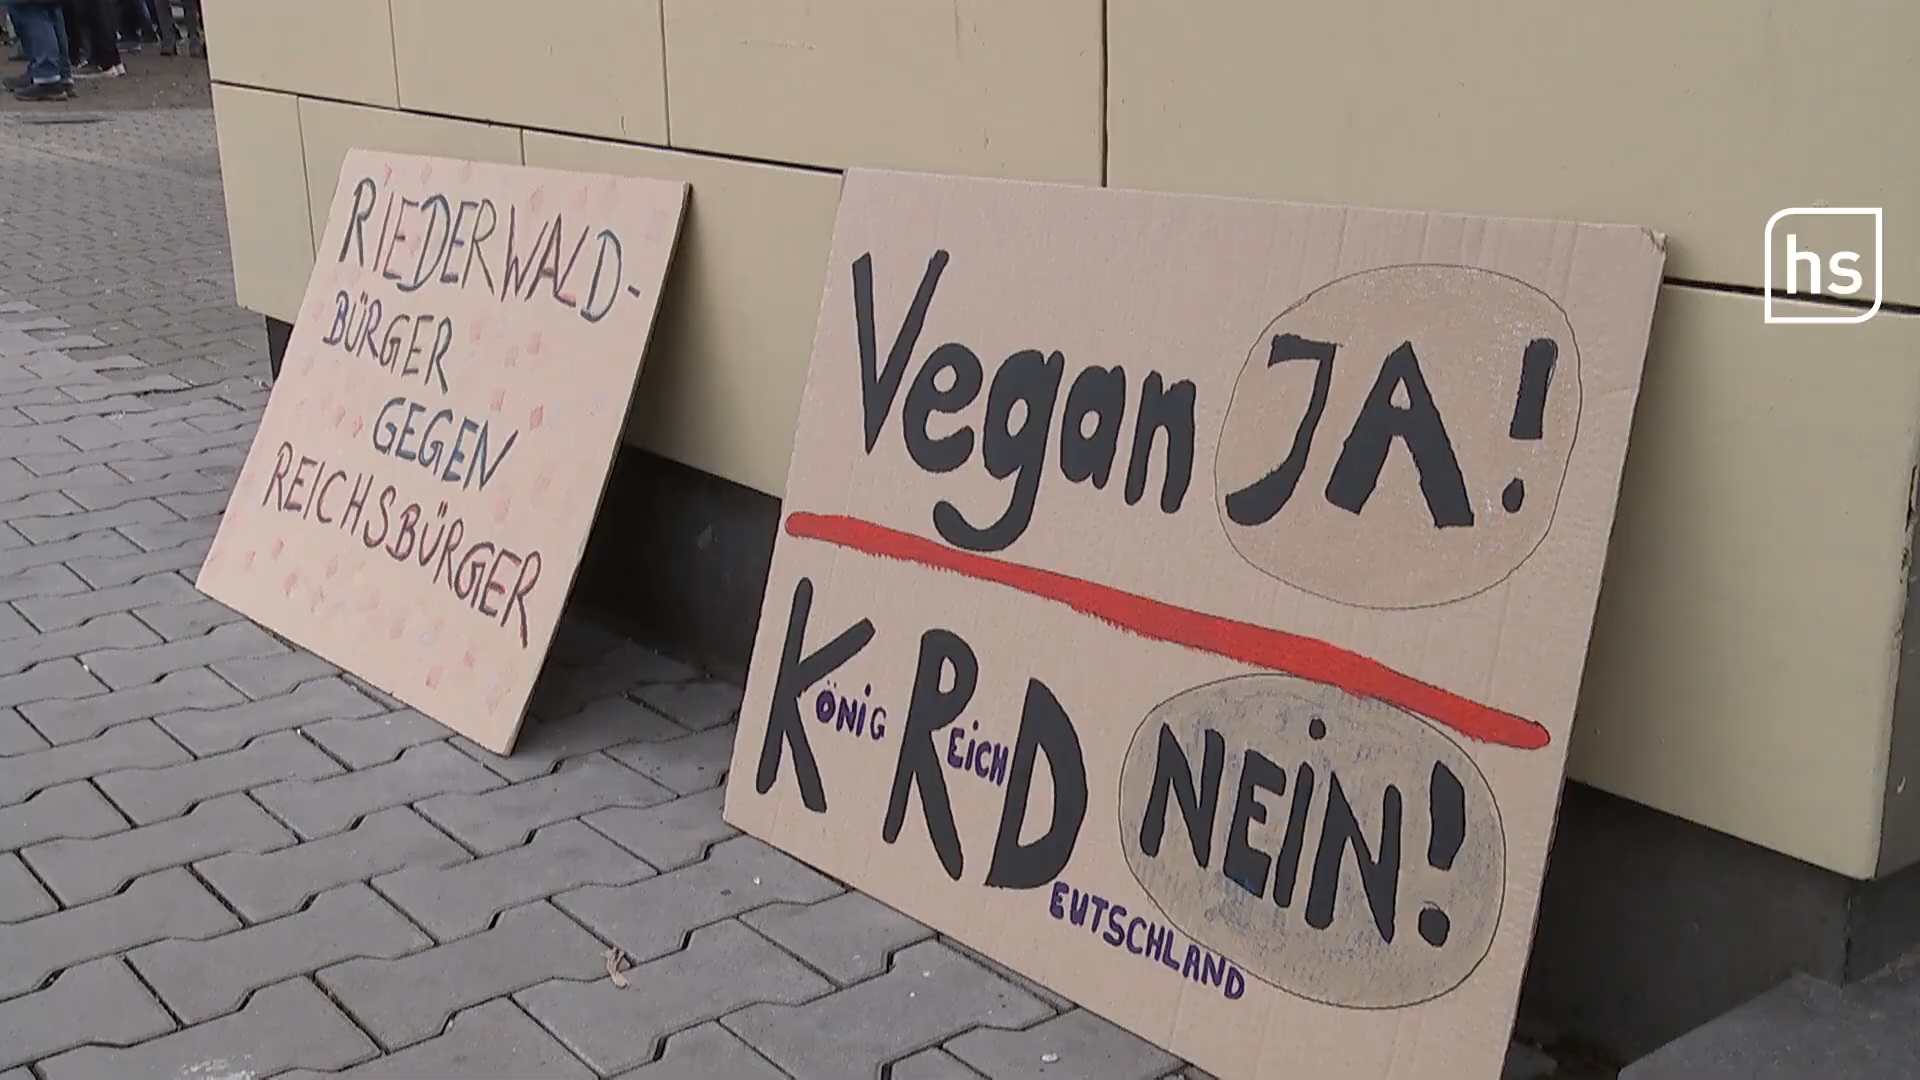 RIEDERWALD-
BÜRGER
GEGEN
REICHSBÜRGER
Vegan JA!
KöNiG REiCH DEUTSCHLAND NEiN!
hs